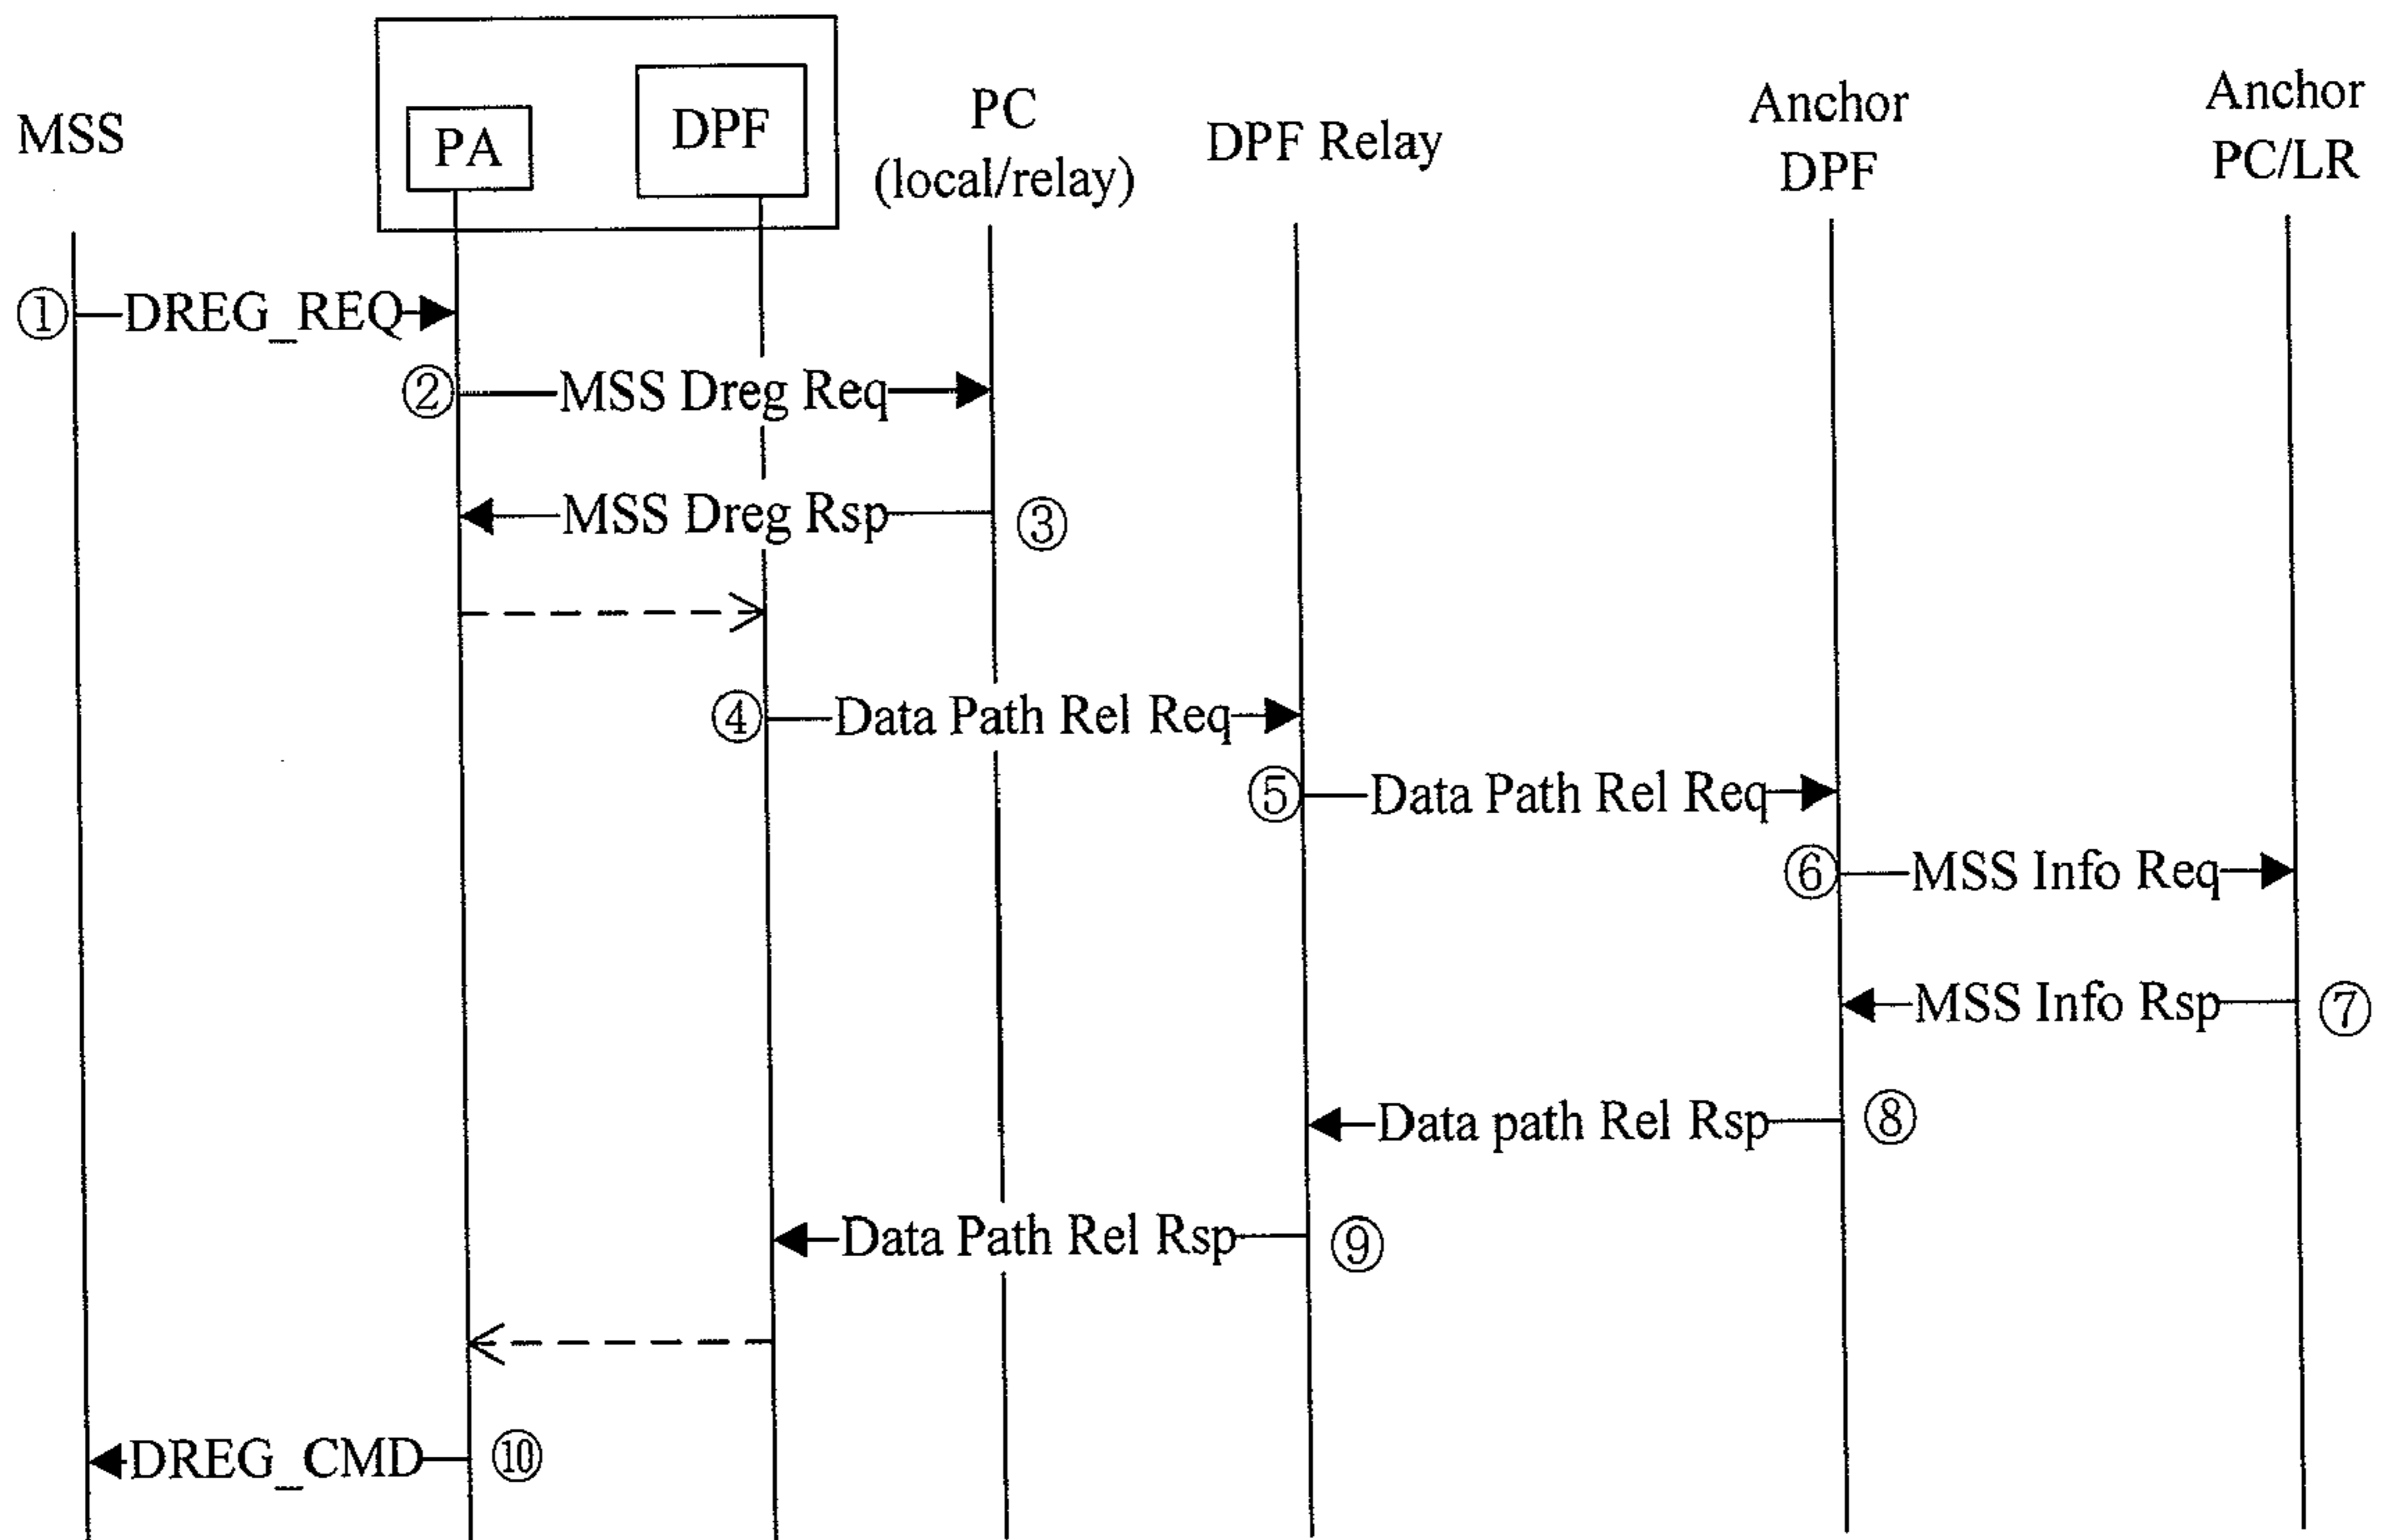 MSS
PA
DPF
PC
(local/relay)
DPF Relay
Anchor
DPF
Anchor
PC/LR
① DREG_REQ
② MSS Dreg Req
MSS Dreg Rsp ③
④ Data Path Rel Req
⑤ Data Path Rel Req
⑥ MSS Info Req
MSS Info Rsp ⑦
Data path Rel Rsp ⑧
Data Path Rel Rsp ⑨
DREG_CMD ⑩